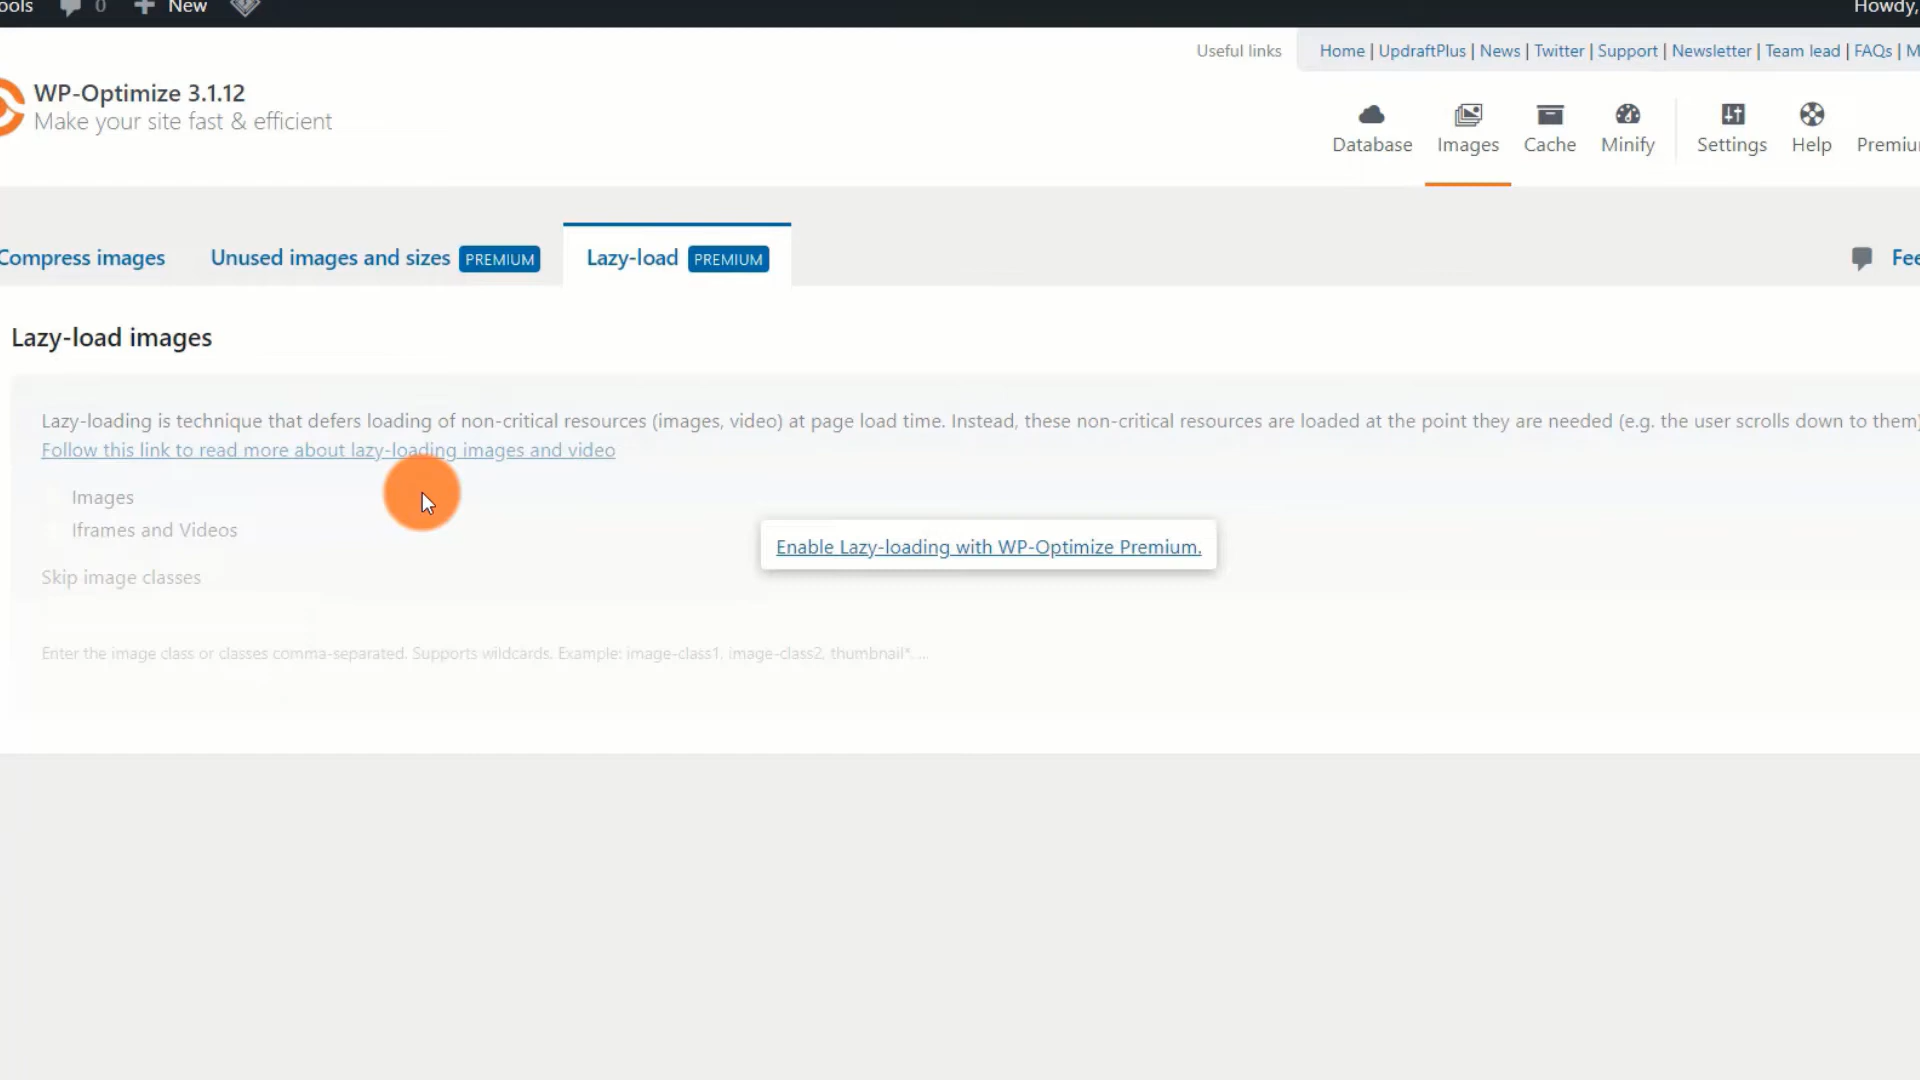 ools 0 New Howdy,
Useful links Home | UpdraftPlus | News | Twitter | Support | Newsletter | Team lead | FAQs | M
WP-Optimize 3.1.12
Make your site fast & efficient
Database Images Cache Minify Settings Help Premiu
Compress images Unused images and sizes PREMIUM Lazy-load PREMIUM Fee
Lazy-load images
Lazy-loading is technique that defers loading of non-critical resources (images, video) at page load time. Instead, these non-critical resources are loaded at the point they are needed (e.g. the user scrolls down to them)
Follow this link to read more about lazy-loading images and video
Images
Iframes and Videos
Enable Lazy-loading with WP-Optimize Premium.
Skip image classes
Enter the image class or classes comma-separated. Supports wildcards. Example: image-class1, image-class2, thumbnail*, ...